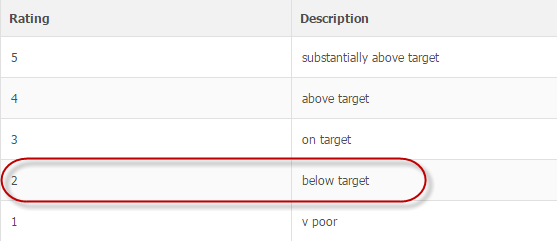 Rating Description
5 substantially above target
4 above target
3 on target
2 below target
1 v poor